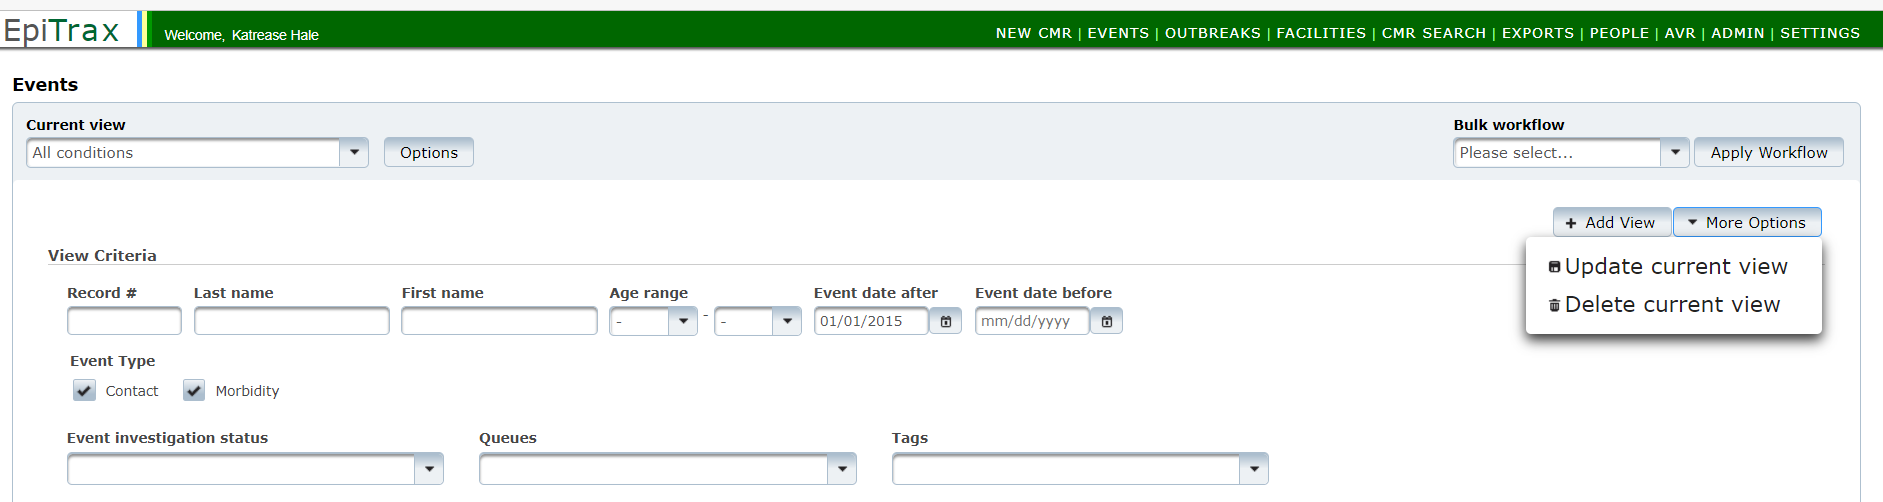 EpiTrax
Welcome, Katrease Hale
NEW CMR | EVENTS | OUTBREAKS | FACILITIES | CMR SEARCH | EXPORTS | PEOPLE | AVR | ADMIN | SETTINGS
Events
Current view
Bulk workflow
All conditions
Options
Please select...
Apply Workflow
+ Add View
More Options
Update current view
Delete current view
View Criteria
Record #
Last name
First name
Age range
Event date after
Event date before
-
-
-
01/01/2015
mm/dd/yyyy
Event Type
Contact
Morbidity
Event investigation status
Queues
Tags